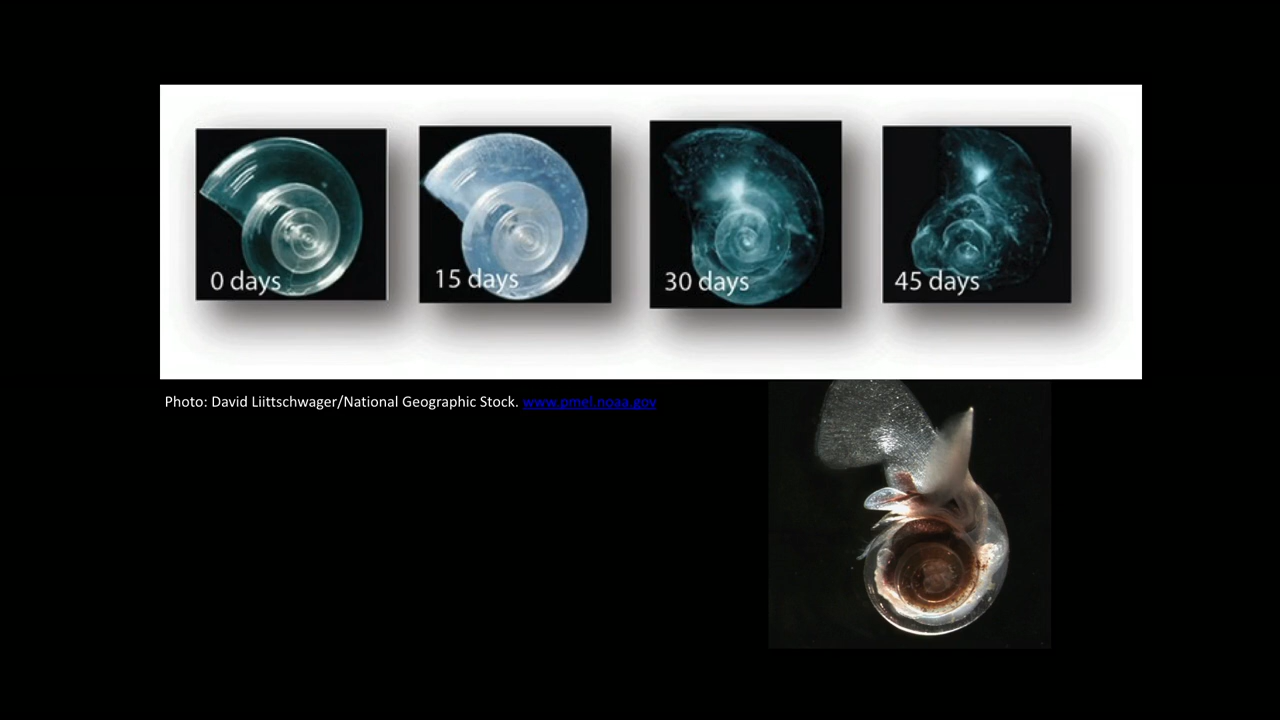 0 days
15 days
30 days
45 days
Photo: David Liittschwager/National Geographic Stock. www.pmel.noaa.gov